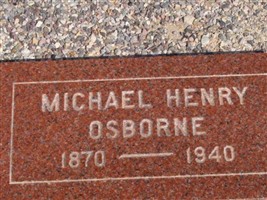 MICHAEL HENRY
OSBORNE
1870 — 1940